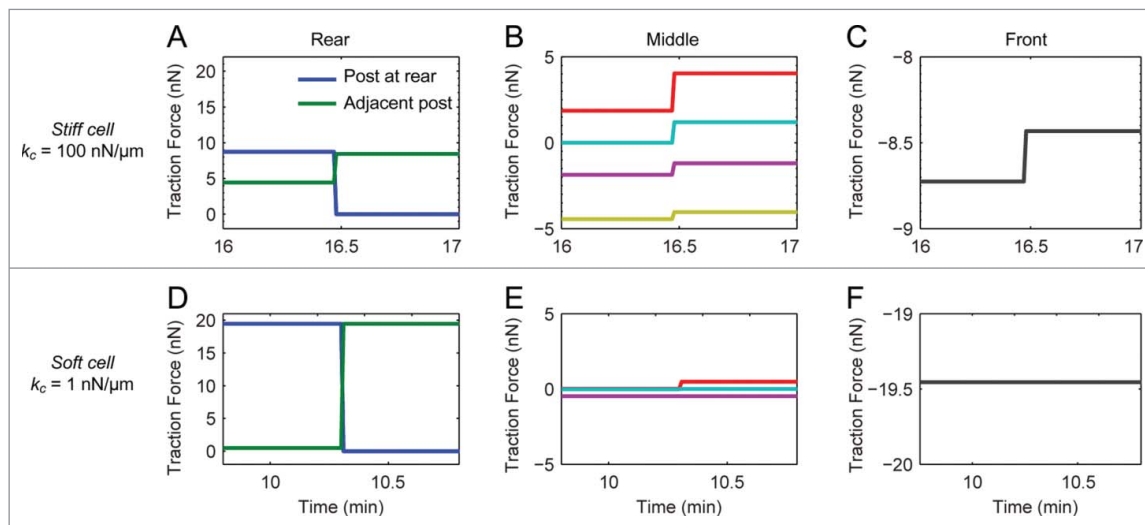 A
Rear
B
Middle
C
Front
Stiff cell
kc = 100 nN/μm
Traction Force (nN)
20
15
10
5
0
16
16.5
17
Post at rear
Adjacent post
Traction Force (nN)
5
0
−5
16
16.5
17
Traction Force (nN)
−8
−8.5
−9
16
16.5
17
D
E
F
Soft cell
kc = 1 nN/μm
Traction Force (nN)
20
15
10
5
0
10
10.5
Time (min)
Traction Force (nN)
5
0
−5
10
10.5
Time (min)
Traction Force (nN)
−19
−19.5
−20
10
10.5
Time (min)